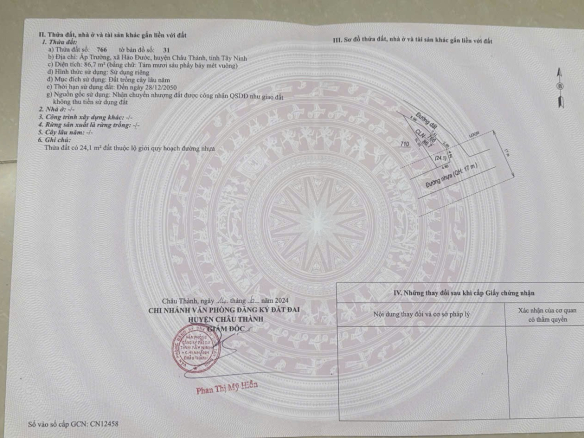 II. Thửa đất, nhà ở và tài sản khác gắn liền với đất
1. Thửa đất:
a) Thửa đất số: 766 tờ bản đồ số: 31
b) Địa chỉ: Ấp Trường, xã Hảo Đước, huyện Châu Thành, tỉnh Tây Ninh
c) Diện tích: 86,7 m² (bằng chữ: Tám mươi sáu phẩy bảy mét vuông)
d) Hình thức sử dụng: Sử dụng riêng
đ) Mục đích sử dụng: Đất trồng cây lâu năm
e) Thời hạn sử dụng đất: Đến ngày 28/12/2050
g) Nguồn gốc sử dụng: Nhận chuyển nhượng đất được công nhận QSDĐ như giao đất
không thu tiền sử dụng đất
2. Nhà ở: -/-
3. Công trình xây dựng khác: -/-
4. Rừng sản xuất là rừng trồng: -/-
5. Cây lâu năm: -/-
6. Ghi chú:
Thửa đất có 24,1 m² đất thuộc lộ giới quy hoạch đường nhựa
III. Sơ đồ thửa đất, nhà ở và tài sản khác gắn liền với đất
Đường đất
CLN
710
Đường nhựa (QH: 17 m)
Châu Thành, ngày tháng năm 2024
CHI NHÁNH VĂN PHÒNG ĐĂNG KÝ ĐẤT ĐAI
HUYỆN CHÂU THÀNH
GIÁM ĐỐC
Phan Thị Mỹ Hiền
IV. Những thay đổi sau khi cấp Giấy chứng nhận
Nội dung thay đổi và cơ sở pháp lý
Xác nhận của cơ quan
có thẩm quyền
Số vào sổ cấp GCN: CN12458